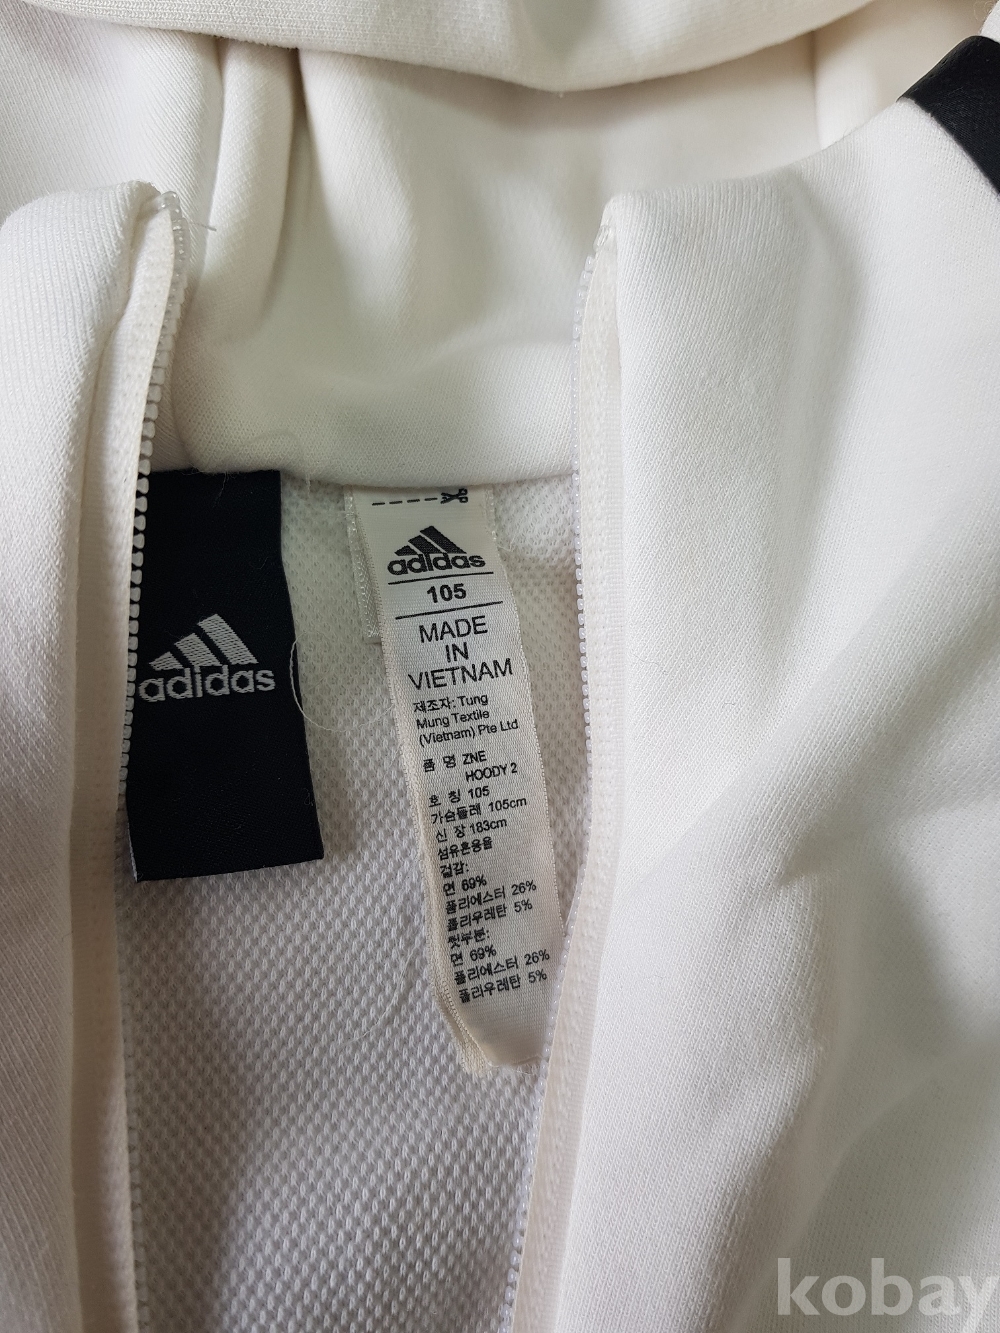 adidas
adidas
105
MADE
IN
VIETNAM
제조자: Tung
Mung Textile
(Vietnam) Pte Ltd
품 명 ZNE
HOODY 2
호 칭 105
가슴둘레 105cm
신 장 183cm
섬유혼용율
겉감:
면 69%
폴리에스터 26%
폴리우레탄 5%
첫부분:
면 69%
폴리에스터 26%
폴리우레탄 5%
kobay